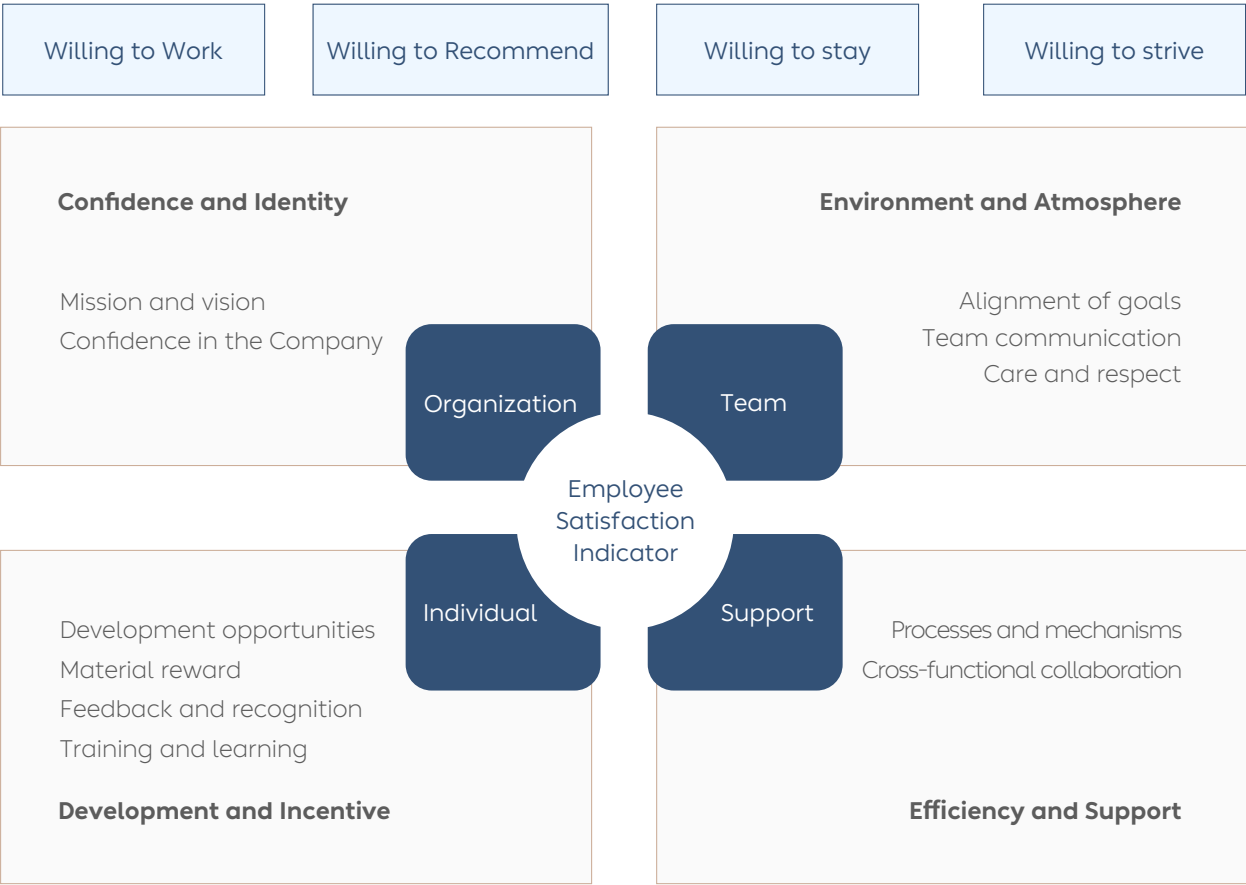 Willing to Work
Willing to Recommend
Willing to stay
Willing to strive
Confidence and Identity
Mission and vision
Confidence in the Company
Organization
Environment and Atmosphere
Alignment of goals
Team communication
Care and respect
Team
Employee
Satisfaction
Indicator
Individual
Development opportunities
Material reward
Feedback and recognition
Training and learning
Development and Incentive
Support
Processes and mechanisms
Cross-functional collaboration
Efficiency and Support